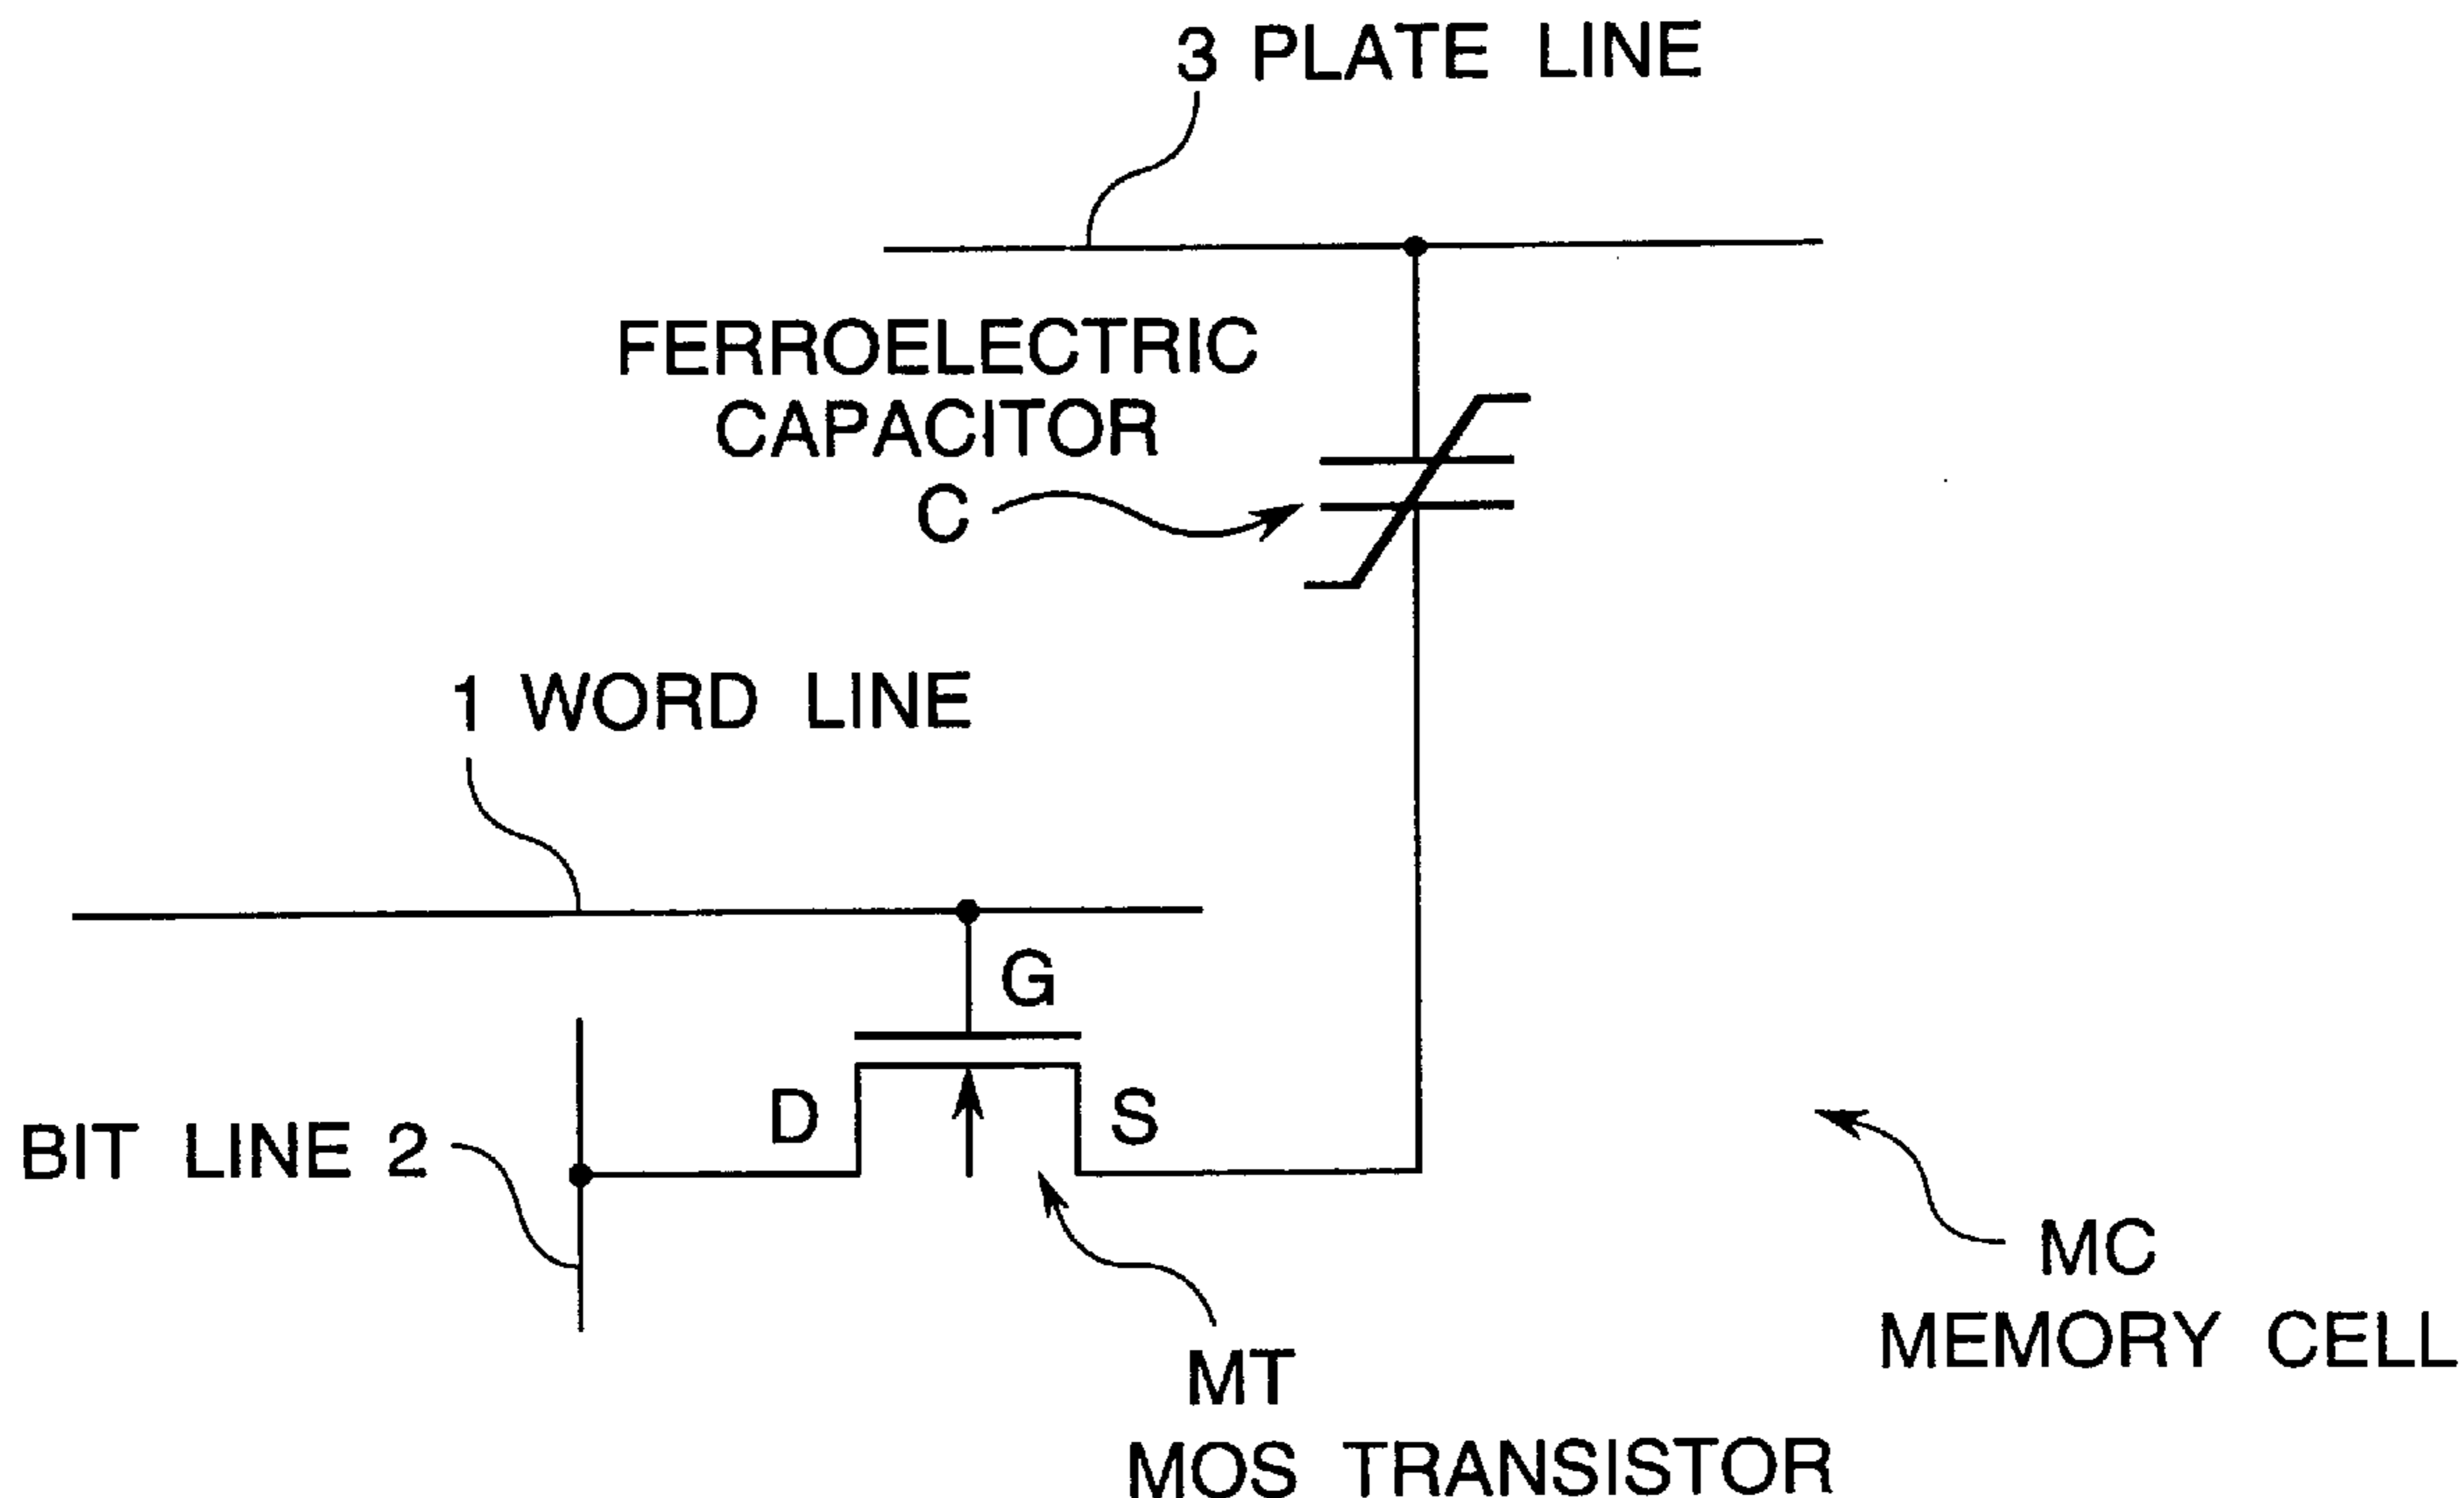 3 PLATE LINE
FERROELECTRIC
CAPACITOR
C
1 WORD LINE
G
D
S
BIT LINE 2
MC
MEMORY CELL
MT
MOS TRANSISTOR